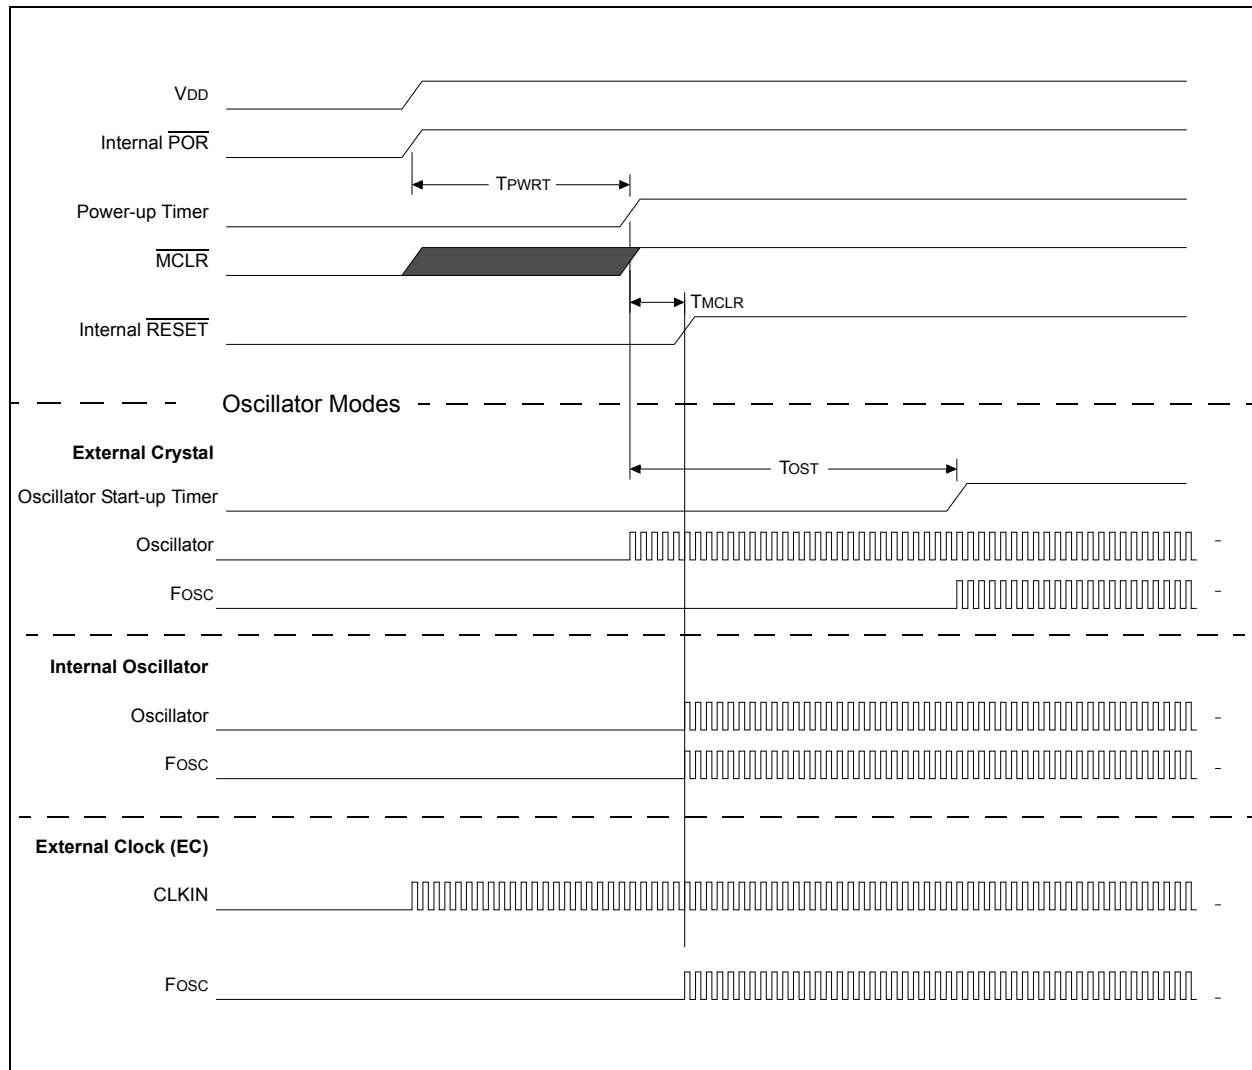 VDD
Internal POR
TPWRT
Power-up Timer
MCLR
TMCLR
Internal RESET
Oscillator Modes
External Crystal
TOST
Oscillator Start-up Timer
Oscillator
FOSC
Internal Oscillator
Oscillator
FOSC
External Clock (EC)
CLKIN
FOSC